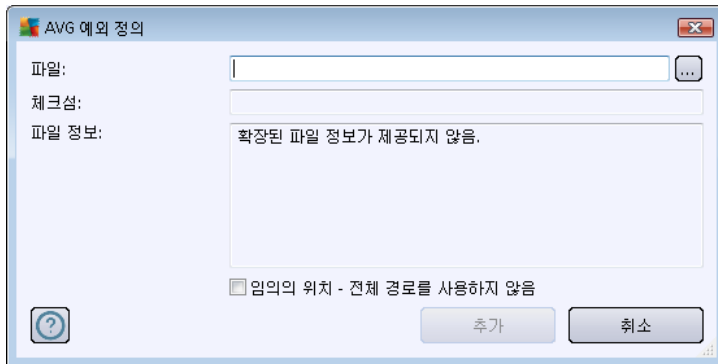 AVG 예외 정의
파일:
...
체크섬:
파일 정보:
확장된 파일 정보가 제공되지 않음.
임의의 위치 - 전체 경로를 사용하지 않음
?
추가
취소